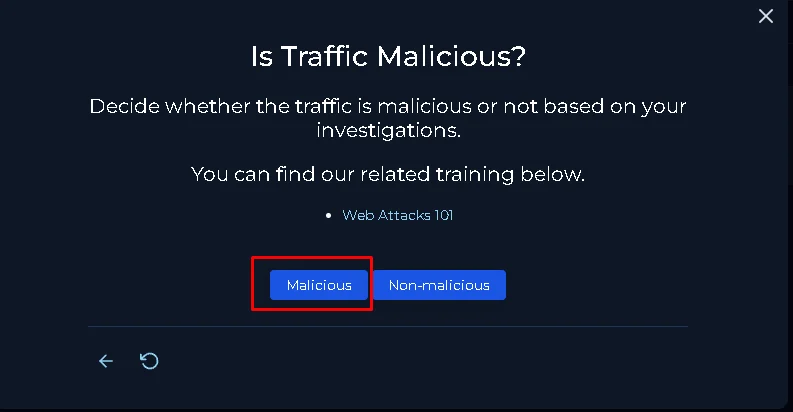 Is Traffic Malicious?
Decide whether the traffic is malicious or not based on your
investigations.
You can find our related training below.
Web Attacks 101
Malicious
Non-malicious